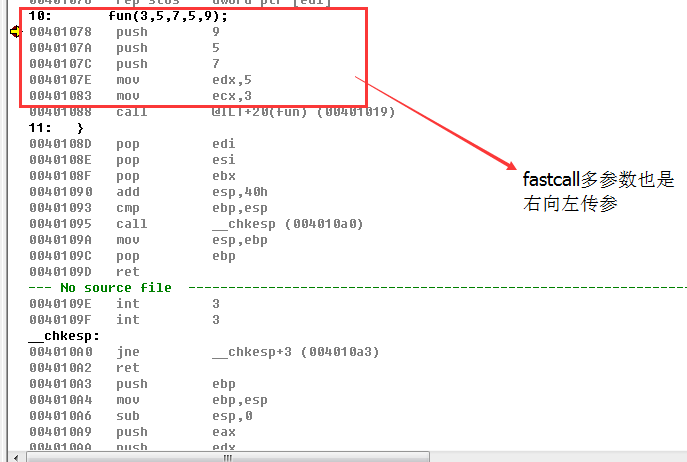 rep stos dword ptr [edi]
10: fun(3,5,7,5,9);
00401078 push 9
0040107A push 5
0040107C push 7
0040107E mov edx,5
00401083 mov ecx,3
00401088 call @ILT+20(fun) (00401019)
11: }
0040108D pop edi
0040108E pop esi
0040108F pop ebx
00401090 add esp,40h
00401093 cmp ebp,esp
00401095 call __chkesp (004010a0)
0040109A mov esp,ebp
0040109C pop ebp
0040109D ret
--- No source file ---
0040109E int 3
0040109F int 3
__chkesp:
004010A0 jne __chkesp+3 (004010a3)
004010A2 ret
004010A3 push ebp
004010A4 mov ebp,esp
004010A6 sub esp,0
004010A9 push eax
004010AA push edx
fastcall多参数也是
右向左传参